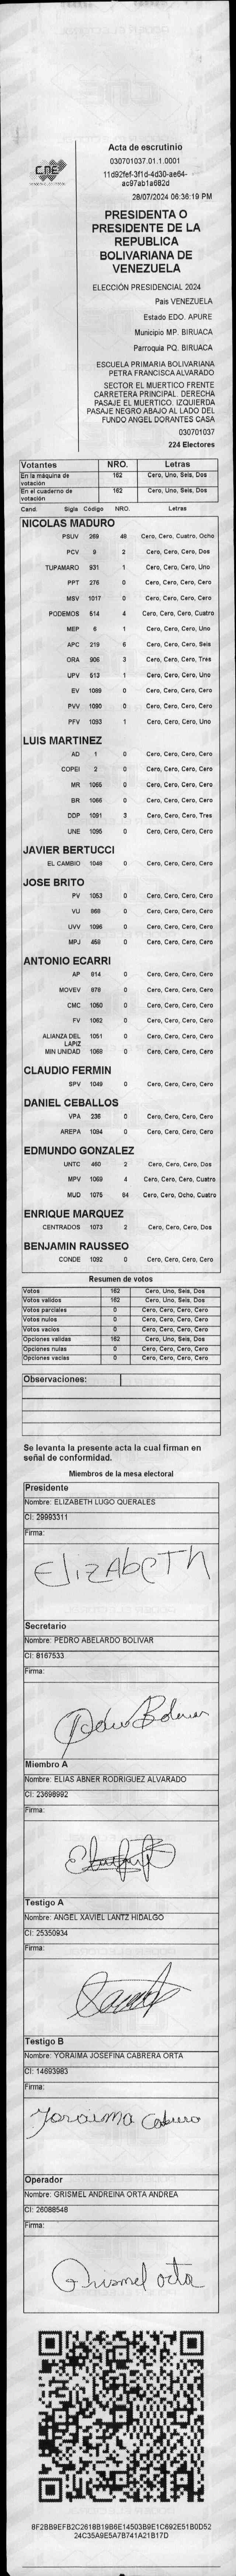 CNE
Acta de escrutinio
030701037.01.1.0001
11d92fef-3f1d-4d30-ae64-
ac97ab1a682d
28/07/2024 06:36:19 PM
PRESIDENTA O
PRESIDENTE DE LA
REPUBLICA
BOLIVARIANA DE
VENEZUELA
ELECCIÓN PRESIDENCIAL 2024
Pais VENEZUELA
Estado EDO. APURE
Municipio MP. BIRUACA
Parroquia PQ. BIRUACA
ESCUELA PRIMARIA BOLIVARIANA
PETRA FRANCISCA ALVARADO
SECTOR EL MUERTICO FRENTE
CARRETERA PRINCIPAL. DERECHA
PASAJE EL MUERTICO. IZQUIERDA
PASAJE NEGRO ABAJO AL LADO DEL
FUNDO ANGEL DORANTES CASA
030701037
224 Electores
Votantes NRO. Letras
En la máquina de votación 162 Cero, Uno, Seis, Dos
En el cuaderno de votación 162 Cero, Uno, Seis, Dos
Cand. Sigla Código NRO. Letras
NICOLAS MADURO
PSUV 269 48 Cero, Cero, Cuatro, Ocho
PCV 9 2 Cero, Cero, Cero, Dos
TUPAMARO 931 1 Cero, Cero, Cero, Uno
PPT 276 0 Cero, Cero, Cero, Cero
MSV 1017 0 Cero, Cero, Cero, Cero
PODEMOS 514 4 Cero, Cero, Cero, Cuatro
MEP 6 1 Cero, Cero, Cero, Uno
APC 219 6 Cero, Cero, Cero, Seis
ORA 906 3 Cero, Cero, Cero, Tres
UPV 513 1 Cero, Cero, Cero, Uno
EV 1089 0 Cero, Cero, Cero, Cero
PVV 1090 0 Cero, Cero, Cero, Cero
PFV 1093 1 Cero, Cero, Cero, Uno
LUIS MARTINEZ
AD 1 0 Cero, Cero, Cero, Cero
COPEI 2 0 Cero, Cero, Cero, Cero
MR 1065 0 Cero, Cero, Cero, Cero
BR 1066 0 Cero, Cero, Cero, Cero
DDP 1091 3 Cero, Cero, Cero, Tres
UNE 1095 0 Cero, Cero, Cero, Cero
JAVIER BERTUCCI
EL CAMBIO 1048 0 Cero, Cero, Cero, Cero
JOSE BRITO
PV 1053 0 Cero, Cero, Cero, Cero
VU 868 0 Cero, Cero, Cero, Cero
UVV 1096 0 Cero, Cero, Cero, Cero
MPJ 458 0 Cero, Cero, Cero, Cero
ANTONIO ECARRI
AP 814 0 Cero, Cero, Cero, Cero
MOVEV 878 0 Cero, Cero, Cero, Cero
CMC 1050 0 Cero, Cero, Cero, Cero
FV 1062 0 Cero, Cero, Cero, Cero
ALIANZA DEL LAPIZ 1051 0 Cero, Cero, Cero, Cero
MIN UNIDAD 1068 0 Cero, Cero, Cero, Cero
CLAUDIO FERMIN
SPV 1049 0 Cero, Cero, Cero, Cero
DANIEL CEBALLOS
VPA 236 0 Cero, Cero, Cero, Cero
AREPA 1094 0 Cero, Cero, Cero, Cero
EDMUNDO GONZALEZ
UNTC 460 2 Cero, Cero, Cero, Dos
MPV 1069 4 Cero, Cero, Cero, Cuatro
MUD 1075 84 Cero, Cero, Ocho, Cuatro
ENRIQUE MARQUEZ
CENTRADOS 1073 2 Cero, Cero, Cero, Dos
BENJAMIN RAUSSEO
CONDE 1092 0 Cero, Cero, Cero, Cero
Resumen de votos
Votos 162 Cero, Uno, Seis, Dos
Votos validos 162 Cero, Uno, Seis, Dos
Votos parciales 0 Cero, Cero, Cero, Cero
Votos nulos 0 Cero, Cero, Cero, Cero
Votos vacios 0 Cero, Cero, Cero, Cero
Opciones validas 162 Cero, Uno, Seis, Dos
Opciones nulas 0 Cero, Cero, Cero, Cero
Opciones vacias 0 Cero, Cero, Cero, Cero
Observaciones:
Se levanta la presente acta la cual firman en
señal de conformidad.
Miembros de la mesa electoral
Presidente
Nombre: ELIZABETH LUGO QUERALES
CI: 29993311
Firma:
ElizAbeTh
Secretario
Nombre: PEDRO ABELARDO BOLIVAR
CI: 8167533
Firma:
Pedro Bolivar
Miembro A
Nombre: ELIAS ABNER RODRIGUEZ ALVARADO
CI: 23698992
Firma:
Testigo A
Nombre: ANGEL XAVIEL LANTZ HIDALGO
CI: 25350934
Firma:
Testigo B
Nombre: YORAIMA JOSEFINA CABRERA ORTA
CI: 14693983
Firma:
Yoraima Cabrera
Operador
Nombre: GRISMEL ANDREINA ORTA ANDREA
CI: 26088548
Firma:
Grismel orta
8F2BB9EFB2C2618B19B6E14503B9E1C692E51B0D52
24C35A9E5A7B741A21B17D